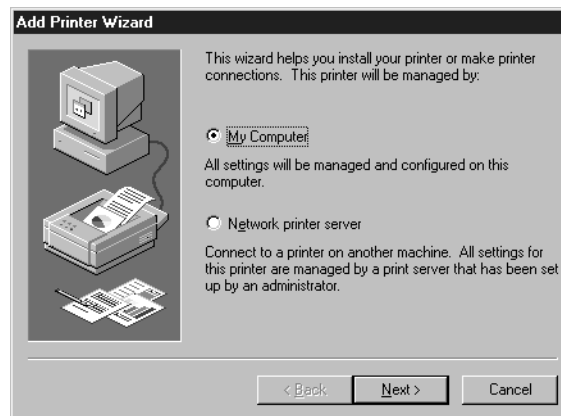 Add Printer Wizard
This wizard helps you install your printer or make printer
connections. This printer will be managed by:
My Computer
All settings will be managed and configured on this
computer.
Network printer server
Connect to a printer on another machine. All settings for
this printer are managed by a print server that has been set
up by an administrator.
< Back
Next >
Cancel